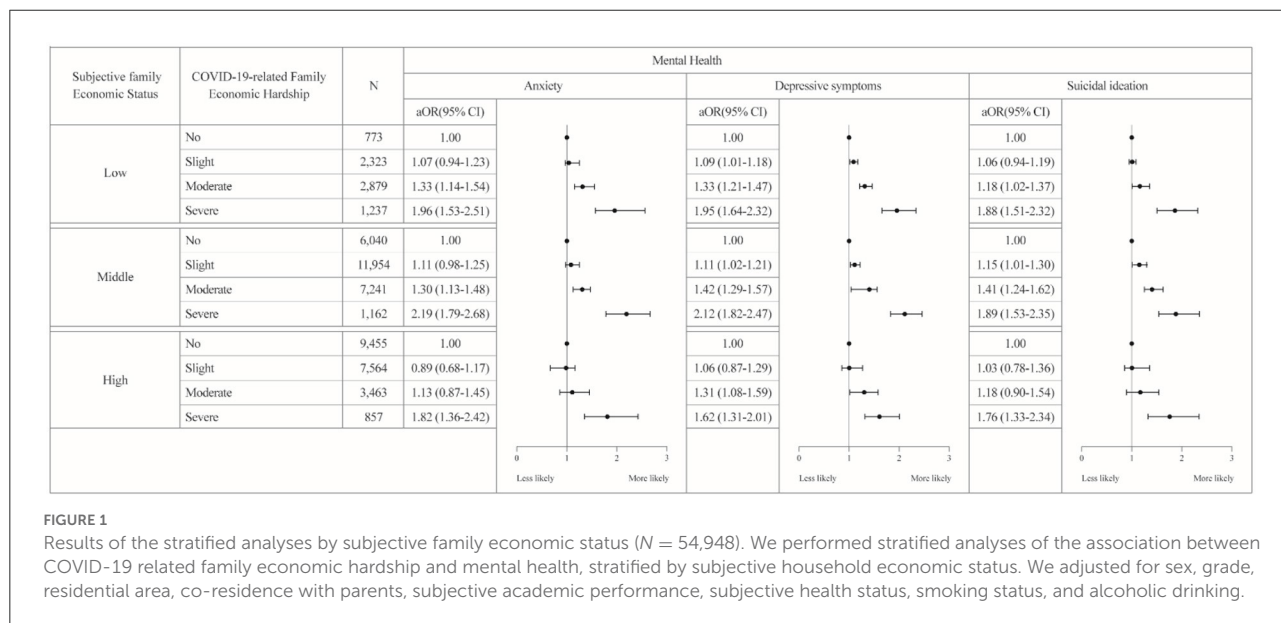 Mental Health
Subjective family
Economic Status
COVID-19-related Family
Economic Hardship
N
Anxiety
Depressive symptoms
Suicidal ideation
aOR(95% CI)
aOR(95% CI)
aOR(95% CI)
Low
No 773 1.00 1.00 1.00
Slight 2,323 1.07 (0.94-1.23) 1.09 (1.01-1.18) 1.06 (0.94-1.19)
Moderate 2,879 1.33 (1.14-1.54) 1.33 (1.21-1.47) 1.18 (1.02-1.37)
Severe 1,237 1.96 (1.53-2.51) 1.95 (1.64-2.32) 1.88 (1.51-2.32)
Middle
No 6,040 1.00 1.00 1.00
Slight 11,954 1.11 (0.98-1.25) 1.11 (1.02-1.21) 1.15 (1.01-1.30)
Moderate 7,241 1.30 (1.13-1.48) 1.42 (1.29-1.57) 1.41 (1.24-1.62)
Severe 1,162 2.19 (1.79-2.68) 2.12 (1.82-2.47) 1.89 (1.53-2.35)
High
No 9,455 1.00 1.00 1.00
Slight 7,564 0.89 (0.68-1.17) 1.06 (0.87-1.29) 1.03 (0.78-1.36)
Moderate 3,463 1.13 (0.87-1.45) 1.31 (1.08-1.59) 1.18 (0.90-1.54)
Severe 857 1.82 (1.36-2.42) 1.62 (1.31-2.01) 1.76 (1.33-2.34)
0 1 2 3 0 1 2 3 0 1 2 3
Less likely More likely Less likely More likely Less likely More likely
FIGURE 1
Results of the stratified analyses by subjective family economic status (N = 54,948). We performed stratified analyses of the association between
COVID-19 related family economic hardship and mental health, stratified by subjective household economic status. We adjusted for sex, grade,
residential area, co-residence with parents, subjective academic performance, subjective health status, smoking status, and alcoholic drinking.